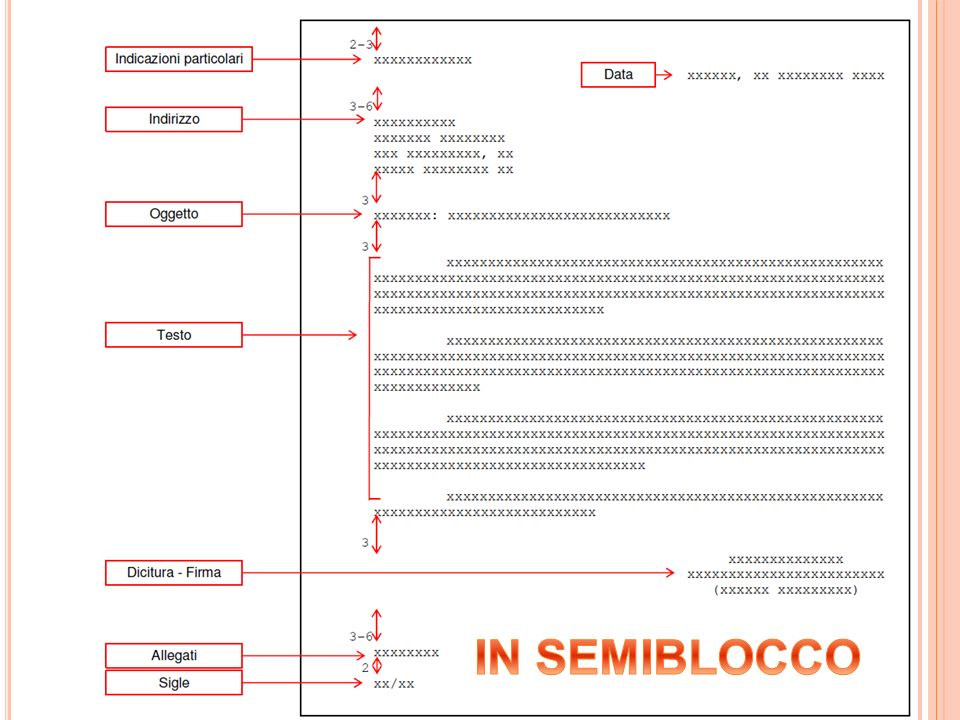 2-3
Indicazioni particolari
xxxxxxxxxxxx
Data
xxxxxx, xx xxxxxxxx xxxx
3-6
Indirizzo
xxxxxxxxxx
xxxxxxx xxxxxxxx
xxx xxxxxxxxx, xx
xxxxx xxxxxxxx xx
3
Oggetto
xxxxxxx: xxxxxxxxxxxxxxxxxxxxxxxxxxx
3
xxxxxxxxxxxxxxxxxxxxxxxxxxxxxxxxxxxxxxxxxxxxxxxxxxxxx
xxxxxxxxxxxxxxxxxxxxxxxxxxxxxxxxxxxxxxxxxxxxxxxxxxxxxxxxxxxxxx
xxxxxxxxxxxxxxxxxxxxxxxxxxxxxxxxxxxxxxxxxxxxxxxxxxxxxxxxxxxxxx
xxxxxxxxxxxxxxxxxxxxxxxxxxxx
Testo
xxxxxxxxxxxxxxxxxxxxxxxxxxxxxxxxxxxxxxxxxxxxxxxxxxxxx
xxxxxxxxxxxxxxxxxxxxxxxxxxxxxxxxxxxxxxxxxxxxxxxxxxxxxxxxxxxxxx
xxxxxxxxxxxxxxxxxxxxxxxxxxxxxxxxxxxxxxxxxxxxxxxxxxxxxxxxxxxxxx
xxxxxxxxxxxxx
xxxxxxxxxxxxxxxxxxxxxxxxxxxxxxxxxxxxxxxxxxxxxxxxxxxxx
xxxxxxxxxxxxxxxxxxxxxxxxxxxxxxxxxxxxxxxxxxxxxxxxxxxxxxxxxxxxxx
xxxxxxxxxxxxxxxxxxxxxxxxxxxxxxxxxxxxxxxxxxxxxxxxxxxxxxxxxxxxxx
xxxxxxxxxxxxxxxxxxxxxxxxxxxxxxxxx
xxxxxxxxxxxxxxxxxxxxxxxxxxxxxxxxxxxxxxxxxxxxxxxxxxxxx
xxxxxxxxxxxxxxxxxxxxxxxxxxx
3
Dicitura - Firma
xxxxxxxxxxxxxx
xxxxxxxxxxxxxxxxxxxxxxxx
(xxxxxx xxxxxxxxx)
3-6
Allegati
xxxxxxxx
2
Sigle
xx/xx
IN SEMIBLOCCO